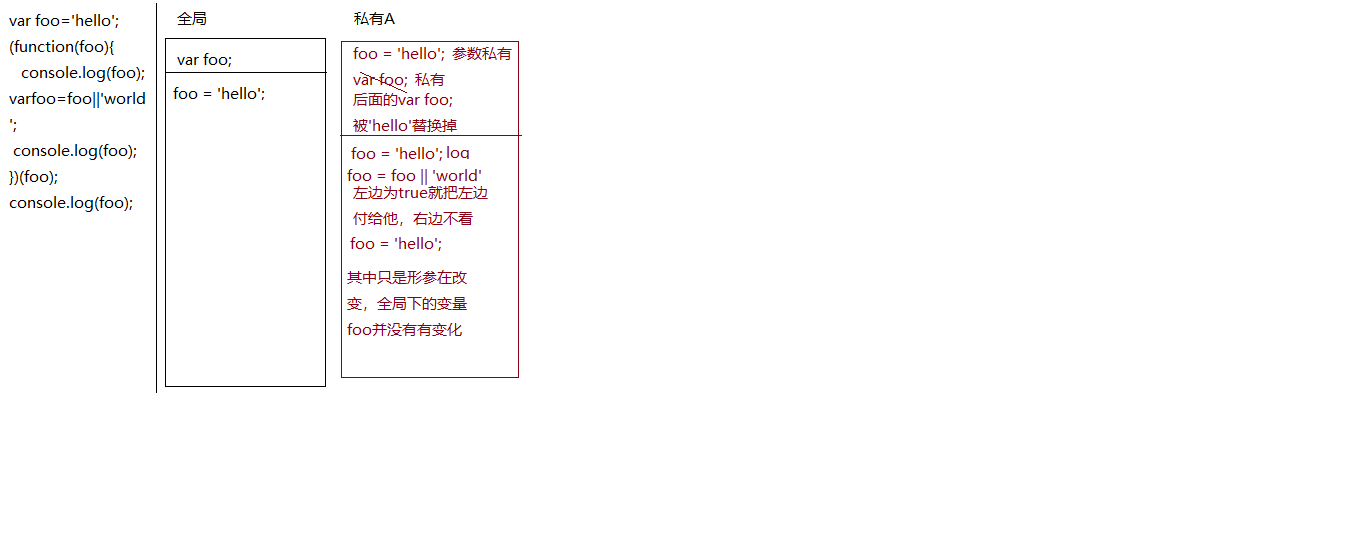 var foo='hello';
(function(foo){
console.log(foo);
varfoo=foo||'world
';
console.log(foo);
})(foo);
console.log(foo);
全局
var foo;
foo = 'hello';
私有A
foo = 'hello'; 参数私有
var foo; 私有
后面的var foo;
被'hello'替换掉
foo = 'hello'; log
foo = foo || 'world'
左边为true就把左边
付给他，右边不看
foo = 'hello';
其中只是形参在改
变，全局下的变量
foo并没有有变化